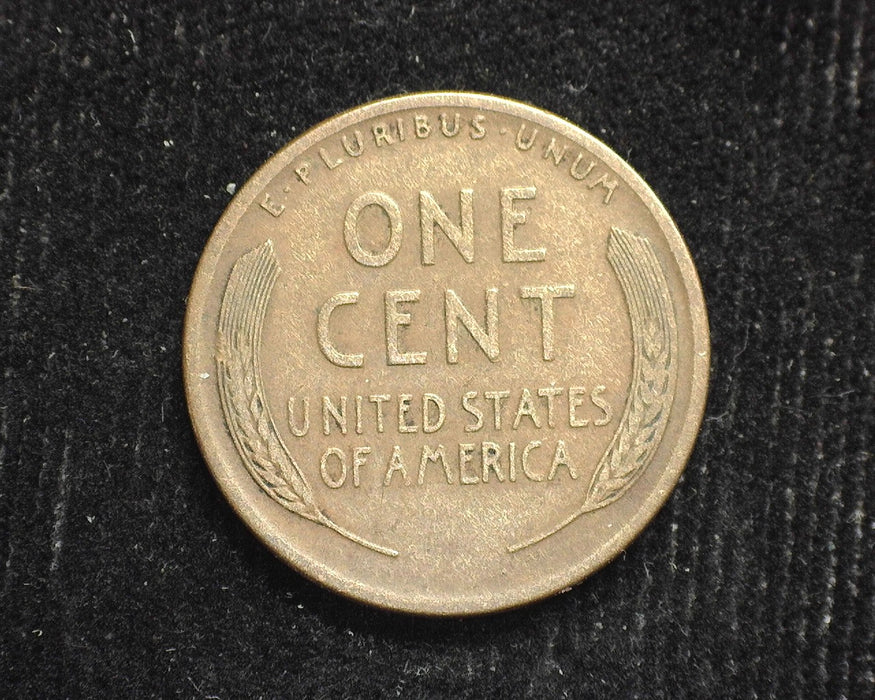 E·PLURIBUS·UNUM
ONE
CENT
UNITED STATES
OF AMERICA